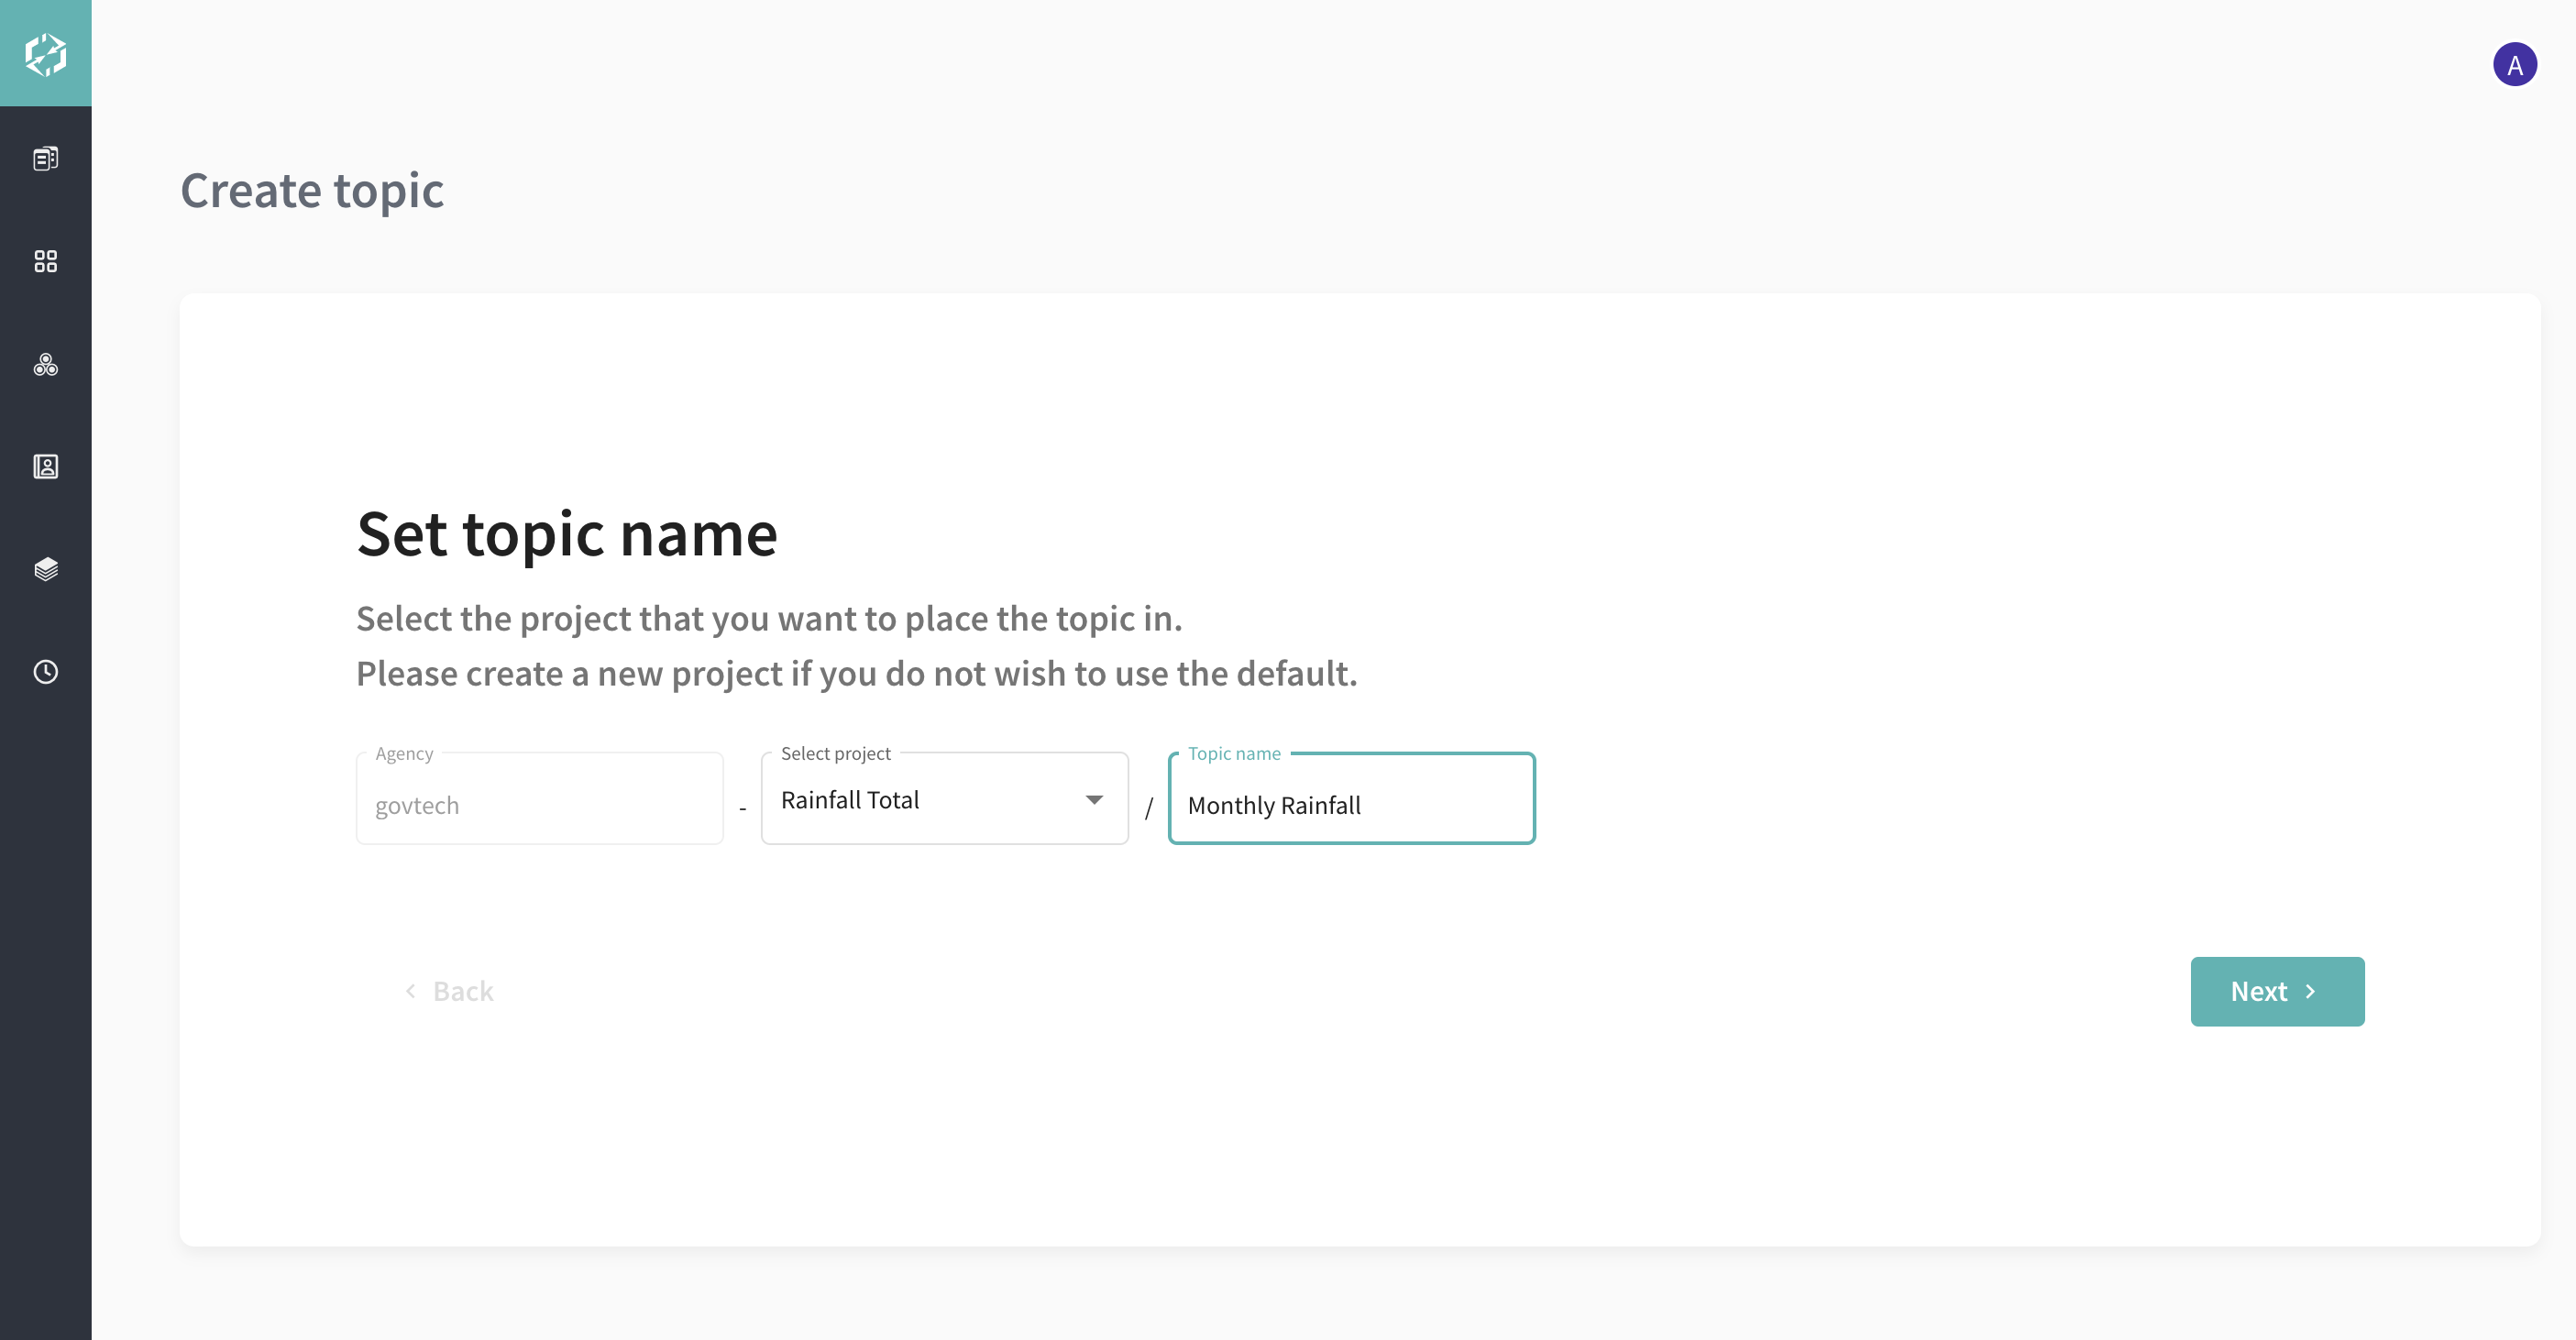 A
Create topic
Set topic name
Select the project that you want to place the topic in.
Please create a new project if you do not wish to use the default.
Agency
govtech
-
Select project
Rainfall Total
/
Topic name
Monthly Rainfall
Back
Next